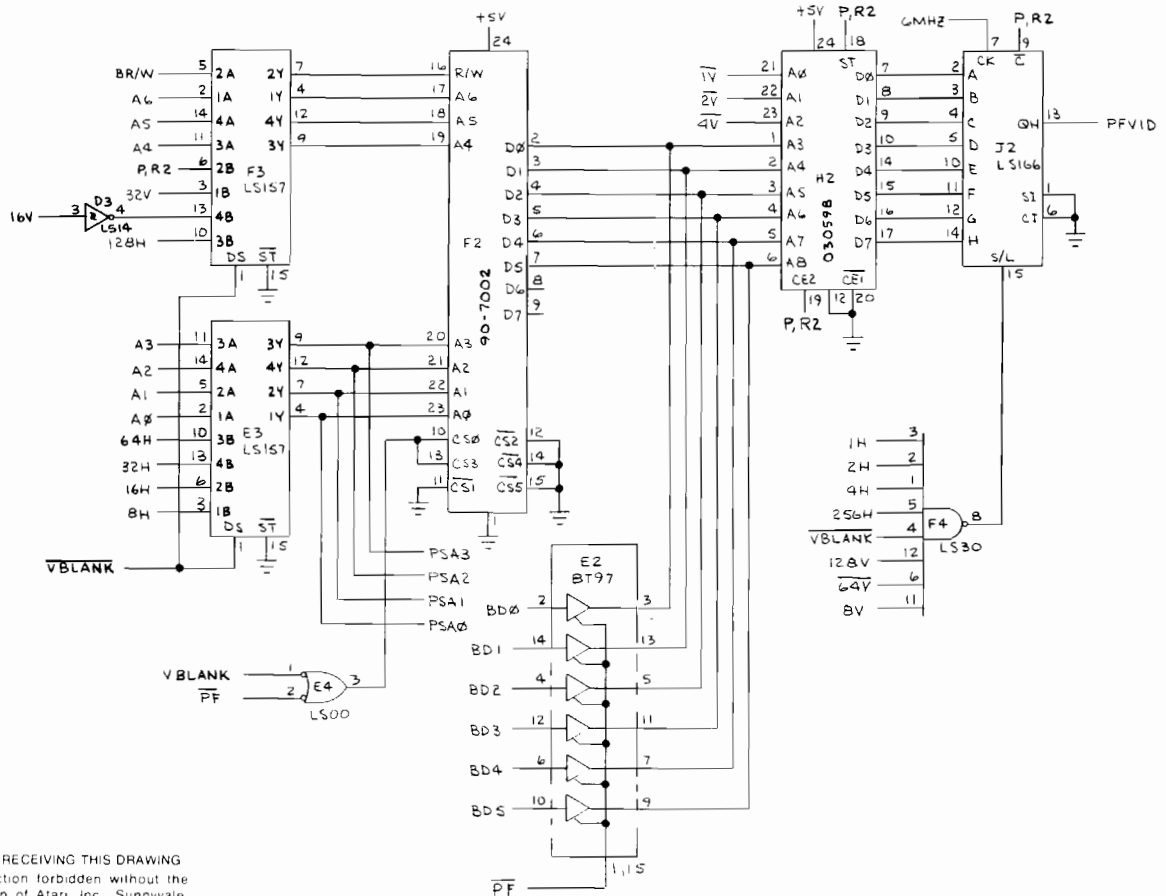 +5V
24
BR/W 5 2A 2Y 7 16 R/W
A6 2 1A 1Y 4 17 A6
A5 14 4A 4Y 12 18 A5
A4 11 3A 3Y 9 19 A4
P,R2 6 2B
F3
LS157
32V 3 1B
16V 3 D3 4 13 4B
LS14
128H 10 3B
DS ST
1 15
D0 2
D1 3
D2 4
D3 5
F2
D4 6
D5 7
D6 8
D7 9
90-7002
A3 11 3A 3Y 9 20 A3
A2 14 4A 4Y 12 21 A2
A1 5 2A 2Y 7 22 A1
AØ 2 1A 1Y 4 23 AØ
64H 10 3B
E3
LS157
32H 13 4B
16H 6 2B
8H 3 1B
DS ST
1 15
10 CSØ CS2 12
13 CS3 CS4 14
11 CS1 CS5 15
1
VBLANK
PSA3
PSA2
PSA1
PSAØ
VBLANK 1
PF 2
E4 3
LS00
+5V P,R2
24 18
ST
1V 21 AØ DØ 7
2V 22 A1 D1 8
4V 23 A2 D2 9
1 A3 D3 10
2 A4 D4 14
3 A5 D5 15
4 A6 D6 16
5 A7 D7 17
6 A8
H2
030598
CE2 CE1
19 12 20
P,R2
6MHZ P,R2
7 9
CK C
2 A
3 B
4 C
5 D
10 E
11 F
12 G
14 H
QH 13 PFVID
J2
LS166
SI 1
CT 6
S/L
15
1H 3
2H 2
4H 1
256H 5
VBLANK 4
128V 12
64V 6
8V 11
F4 8
LS30
E2
8T97
BDØ 2 3
BD1 14 13
BD2 4 5
BD3 12 11
BD4 6 7
BD5 10 9
1,15
PF
RECEIVING THIS DRAWING
ction forbidden without the
n of Atari, Inc., Sunnyvale,